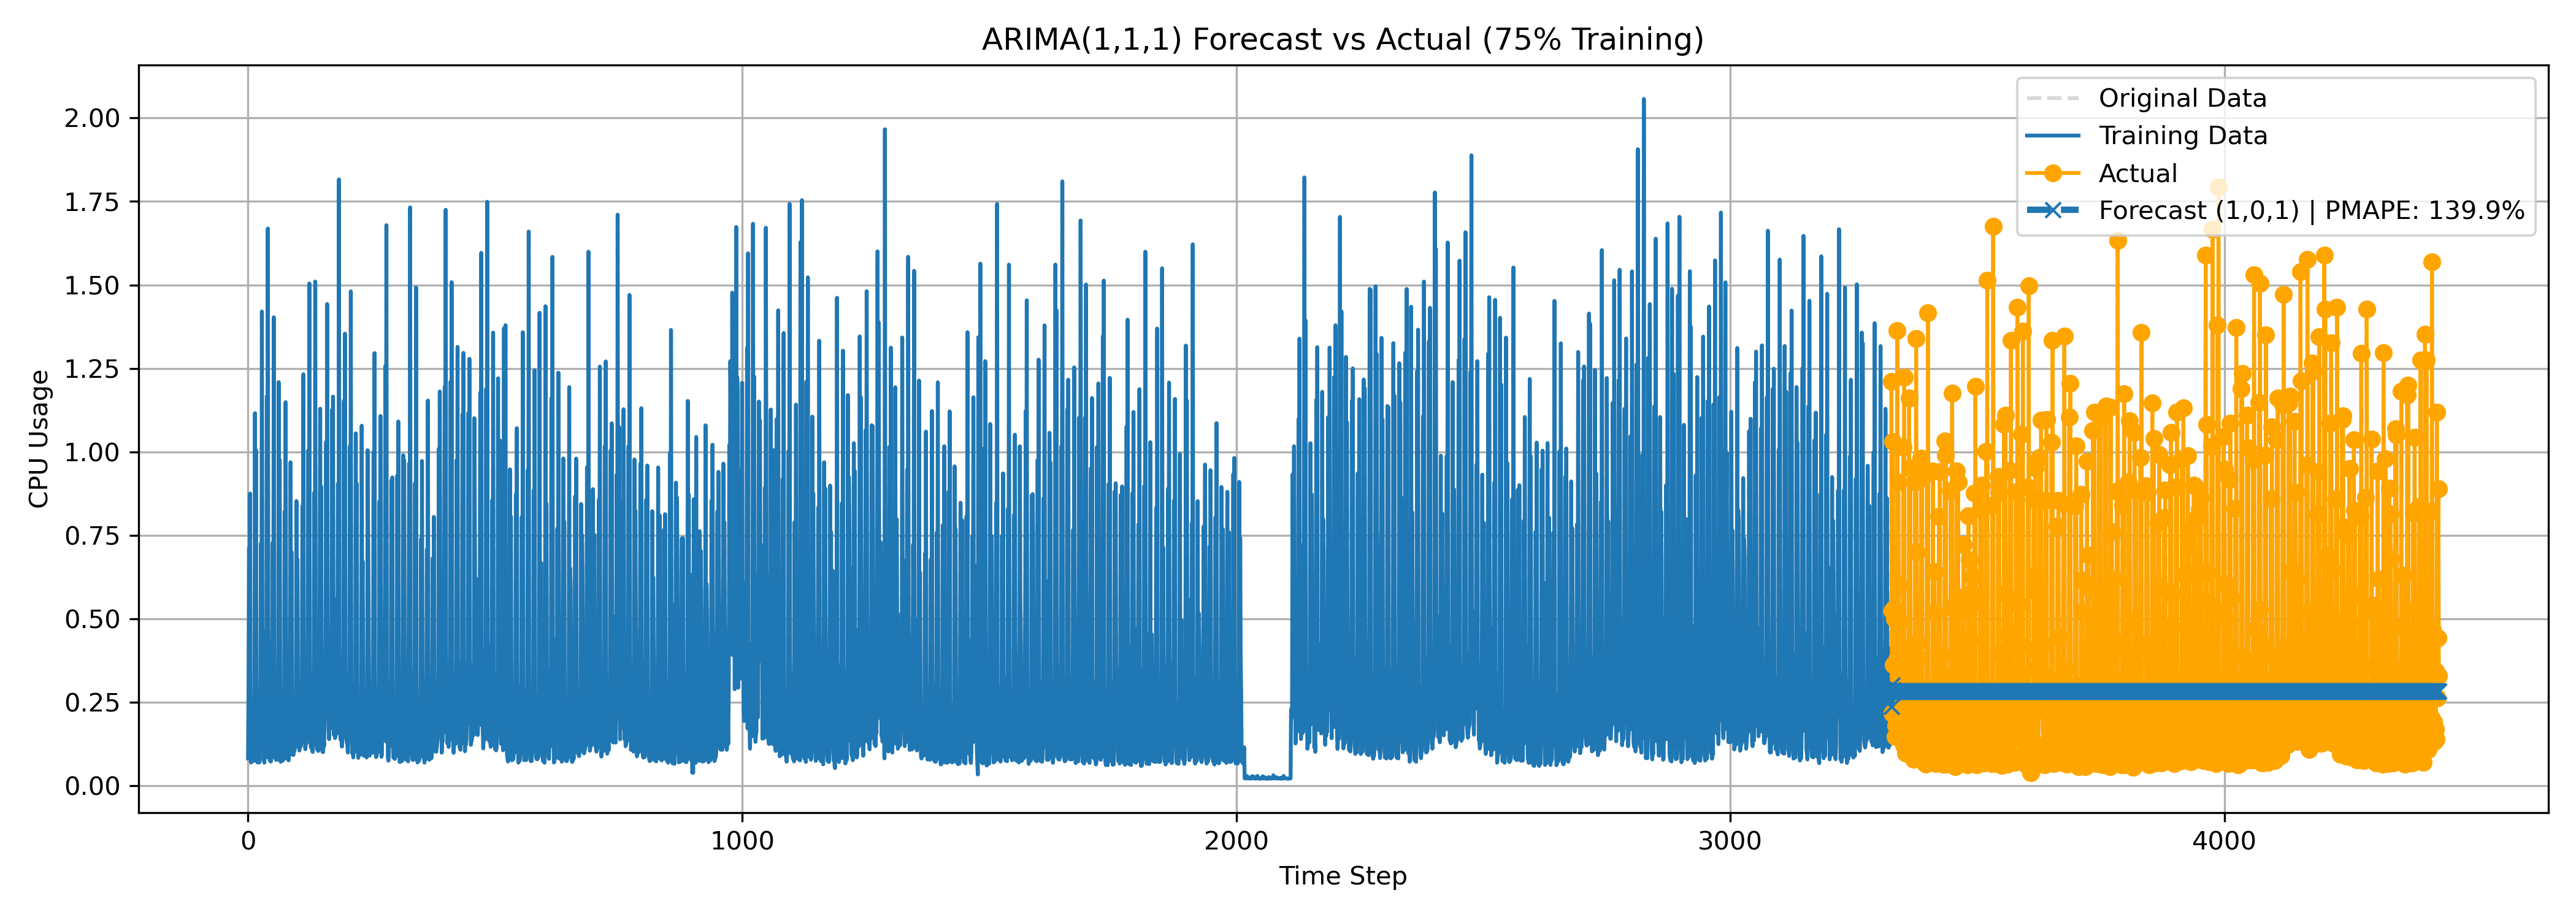 ARIMA(1,1,1) Forecast vs Actual (75% Training)
Original Data
Training Data
Actual
Forecast (1,0,1) | PMAPE: 139.9%
CPU Usage
2.00
1.75
1.50
1.25
1.00
0.75
0.50
0.25
0.00
0 1000 2000 3000 4000
Time Step